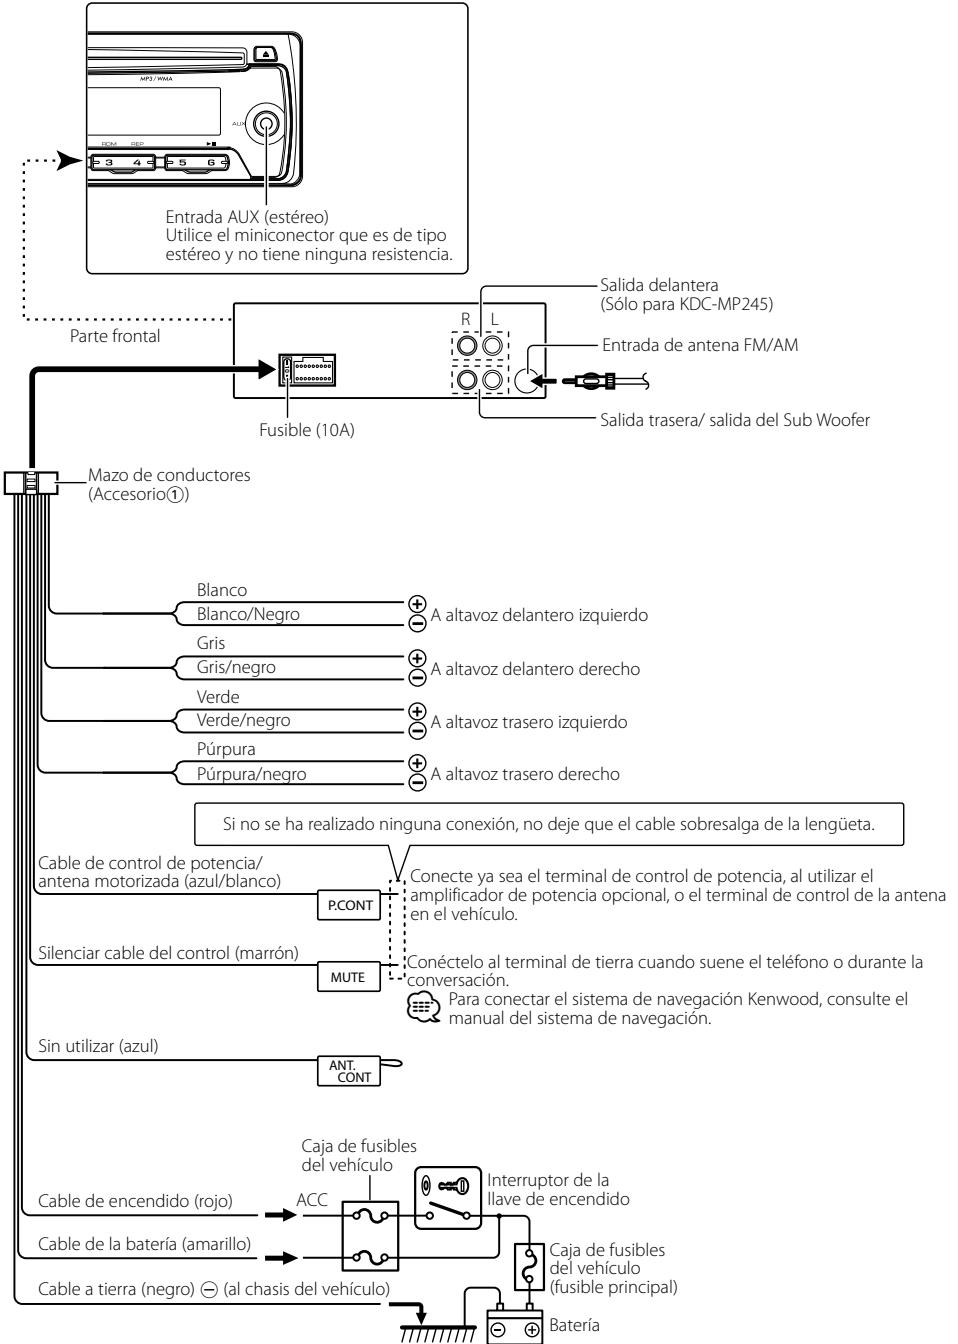 MP3 / WMA
AUX
RDM REP
3 4 5 6
Entrada AUX (estéreo)
Utilice el miniconector que es de tipo
estéreo y no tiene ninguna resistencia.
Salida delantera
(Sólo para KDC-MP245)
R L
Parte frontal
Entrada de antena FM/AM
Fusible (10A)
Salida trasera/ salida del Sub Woofer
Mazo de conductores
(Accesorio①)
Blanco
Blanco/Negro
⊕
⊖
A altavoz delantero izquierdo
Gris
Gris/negro
⊕
⊖
A altavoz delantero derecho
Verde
Verde/negro
⊕
⊖
A altavoz trasero izquierdo
Púrpura
Púrpura/negro
⊕
⊖
A altavoz trasero derecho
Si no se ha realizado ninguna conexión, no deje que el cable sobresalga de la lengüeta.
Cable de control de potencia/
antena motorizada (azul/blanco)
P.CONT
Conecte ya sea el terminal de control de potencia, al utilizar el
amplificador de potencia opcional, o el terminal de control de la antena
en el vehículo.
Silenciar cable del control (marrón)
MUTE
Conéctelo al terminal de tierra cuando suene el teléfono o durante la
conversación.
Para conectar el sistema de navegación Kenwood, consulte el
manual del sistema de navegación.
Sin utilizar (azul)
ANT.
CONT
Caja de fusibles
del vehículo
Interruptor de la
llave de encendido
Cable de encendido (rojo)
ACC
Cable de la batería (amarillo)
Caja de fusibles
del vehículo
(fusible principal)
Cable a tierra (negro) ⊖ (al chasis del vehículo)
⊖ ⊕
Batería